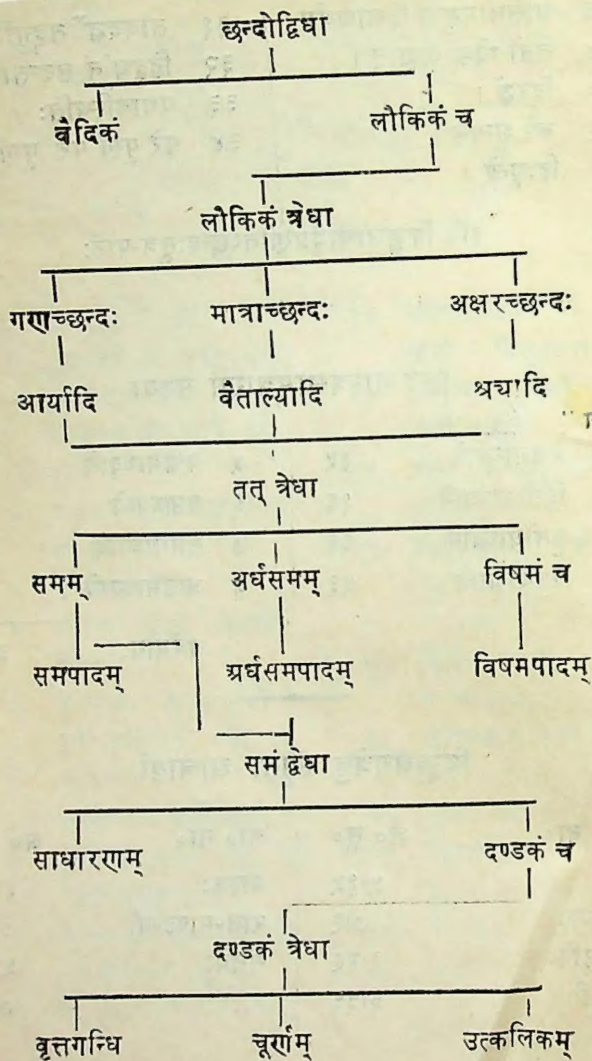 छन्दोद्विधा
वैदिकं लौकिकं च
लौकिकं त्रेधा
गणच्छन्दः मात्राच्छन्दः अक्षरच्छन्दः
आर्यादि वैताल्यादि श्रय'दि
तत् त्रेधा
समम् अर्धसमम् विषमं च
समपादम् अर्धसमपादम् विषमपादम्
समं द्वेधा
साधारणम् दण्डकं च
दण्डकं त्रेधा
वृत्तगन्धि चूर्णम् उत्कलिकम्